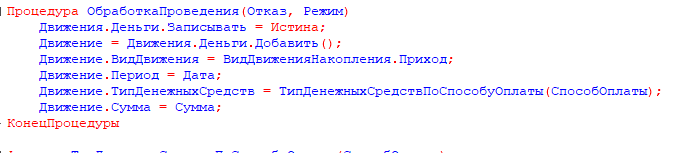 Процедура ОбработкаПроведения(Отказ, Режим)
Движения.Деньги.Записывать = Истина;
Движение = Движения.Деньги.Добавить();
Движение.ВидДвижения = ВидДвиженияНакопления.Приход;
Движение.Период = Дата;
Движение.ТипДенежныхСредств = ТипДенежныхСредствПоСпособуОплаты(СпособОплаты);
Движение.Сумма = Сумма;
КонецПроцедуры